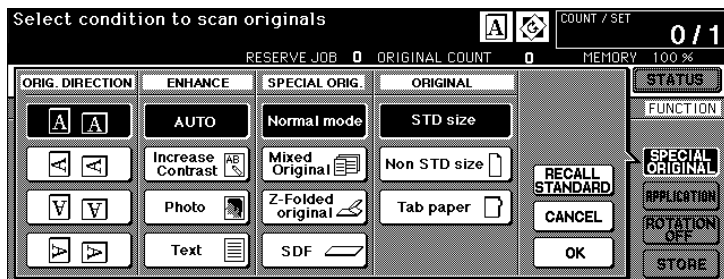 Select condition to scan originals
A
COUNT / SET
0/1
RESERVE JOB 0 ORIGINAL COUNT 0 MEMORY 100 %
ORIG. DIRECTION ENHANCE SPECIAL ORIG. ORIGINAL
STATUS
FUNCTION
A A
AUTO
Normal mode
STD size
A A
Increase
Contrast
AB
Mixed
Original
Non STD size
SPECIAL
ORIGINAL
RECALL
STANDARD
A A
Photo
Z-Folded
original
Tab paper
CANCEL
APPLICATION
ROTATION
OFF
A A
Text
SDF
OK
STORE